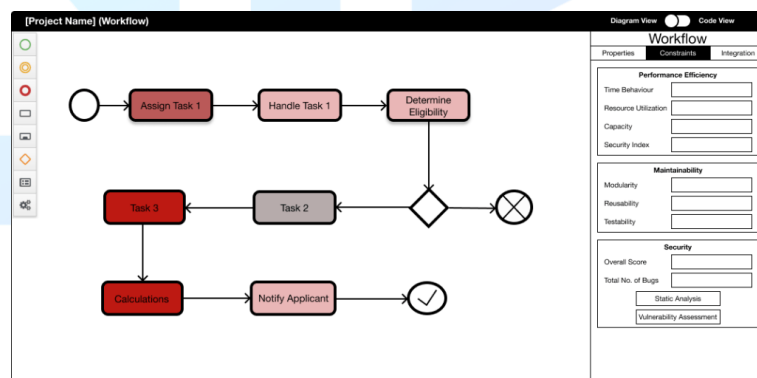 [Project Name] (Workflow)
Diagram View
Code View
Workflow
Properties
Constraints
Integration
Assign Task 1
Handle Task 1
Determine
Eligibility
Task 3
Task 2
Calculations
Notify Applicant
Performance Efficiency
Time Behaviour
Resource Utilization
Capacity
Security Index
Maintainability
Modularity
Reusability
Testability
Security
Overall Score
Total No. of Bugs
Static Analysis
Vulnerability Assessment